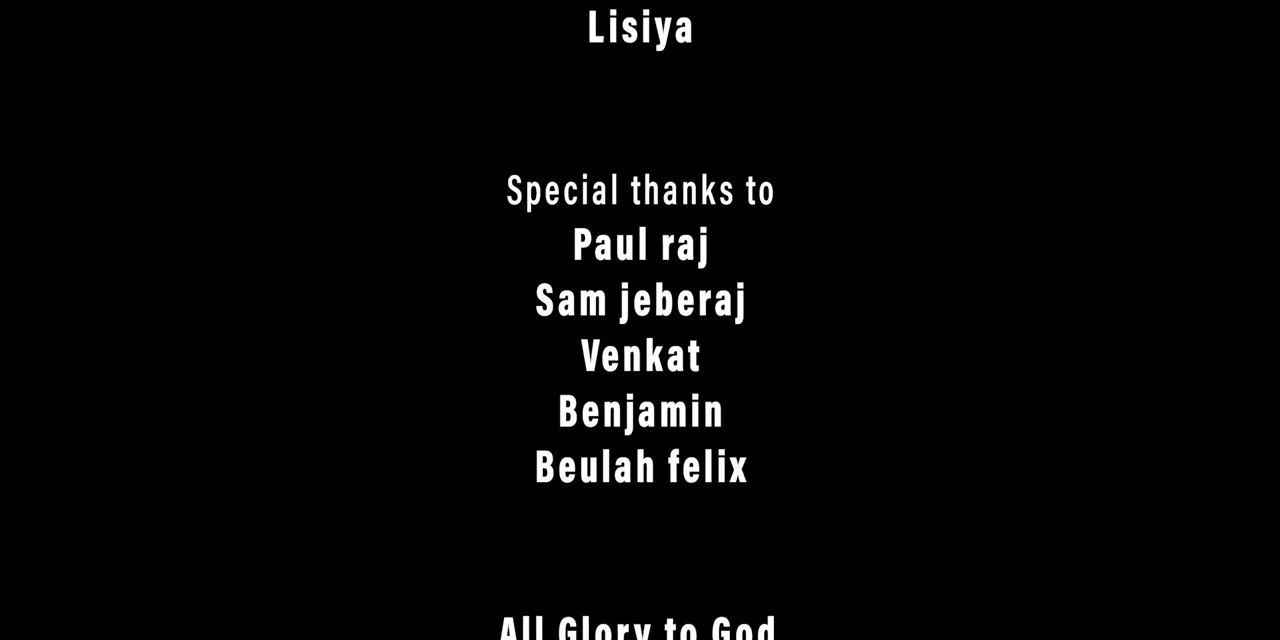 Lisiya
Special thanks to
Paul raj
Sam jeberaj
Venkat
Benjamin
Beulah felix
All Glory to God